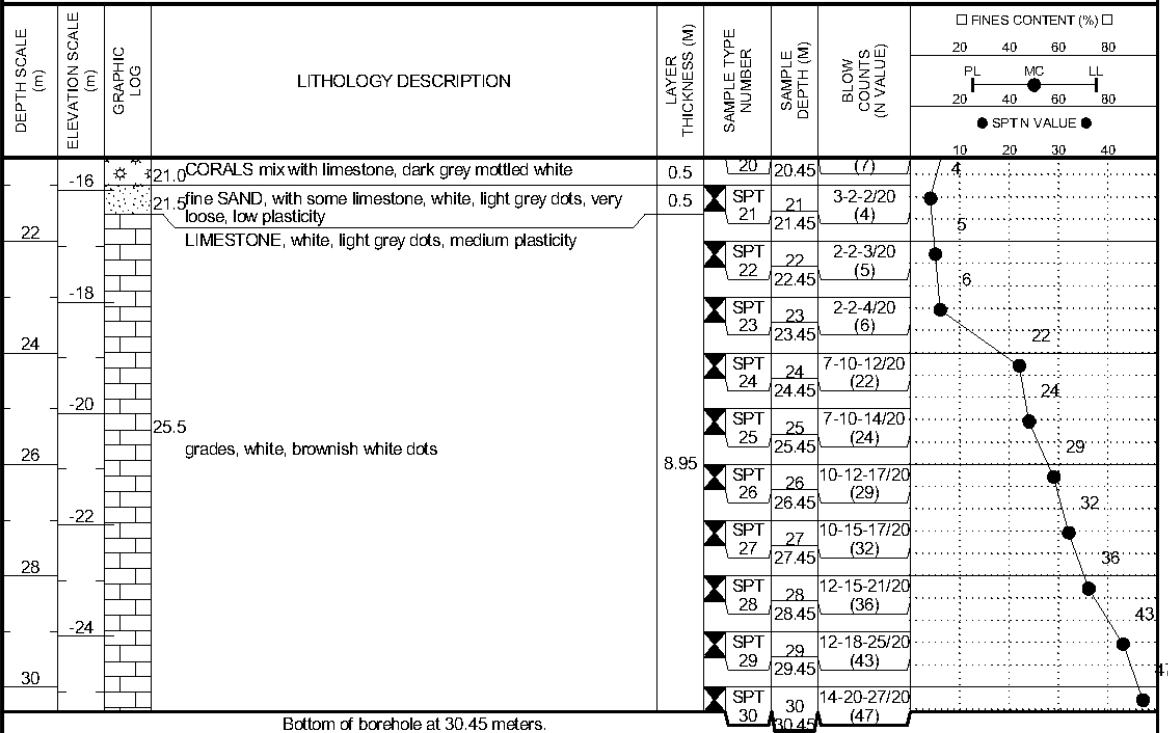 DEPTH SCALE (m)
ELEVATION SCALE (m)
GRAPHIC LOG
LITHOLOGY DESCRIPTION
LAYER THICKNESS (M)
SAMPLE TYPE NUMBER
SAMPLE DEPTH (M)
BLOW COUNTS (N VALUE)
□ FINES CONTENT (%) □
20 40 60 80
PL MC LL
20 40 60 80
● SPT N VALUE ●
10 20 30 40
20 20.45 (7) 4
-16 21.0 CORALS mix with limestone, dark grey mottled white 0.5
21.5 fine SAND, with some limestone, white, light grey dots, very
loose, low plasticity
0.5 SPT 21 21 21.45 3-2-2/20 (4) 5
22 LIMESTONE, white, light grey dots, medium plasticity
SPT 22 22 22.45 2-2-3/20 (5) 6
-18 SPT 23 23 23.45 2-2-4/20 (6) 22
24 SPT 24 24 24.45 7-10-12/20 (22) 24
-20 25.5 SPT 25 25 25.45 7-10-14/20 (24) 29
grades, white, brownish white dots
26 8.95 SPT 26 26 26.45 10-12-17/20 (29) 32
-22 SPT 27 27 27.45 10-15-17/20 (32) 36
28 SPT 28 28 28.45 12-15-21/20 (36) 43
-24 SPT 29 29 29.45 12-18-25/20 (43)
30 SPT 30 30 30.45 14-20-27/20 (47)
Bottom of borehole at 30.45 meters.